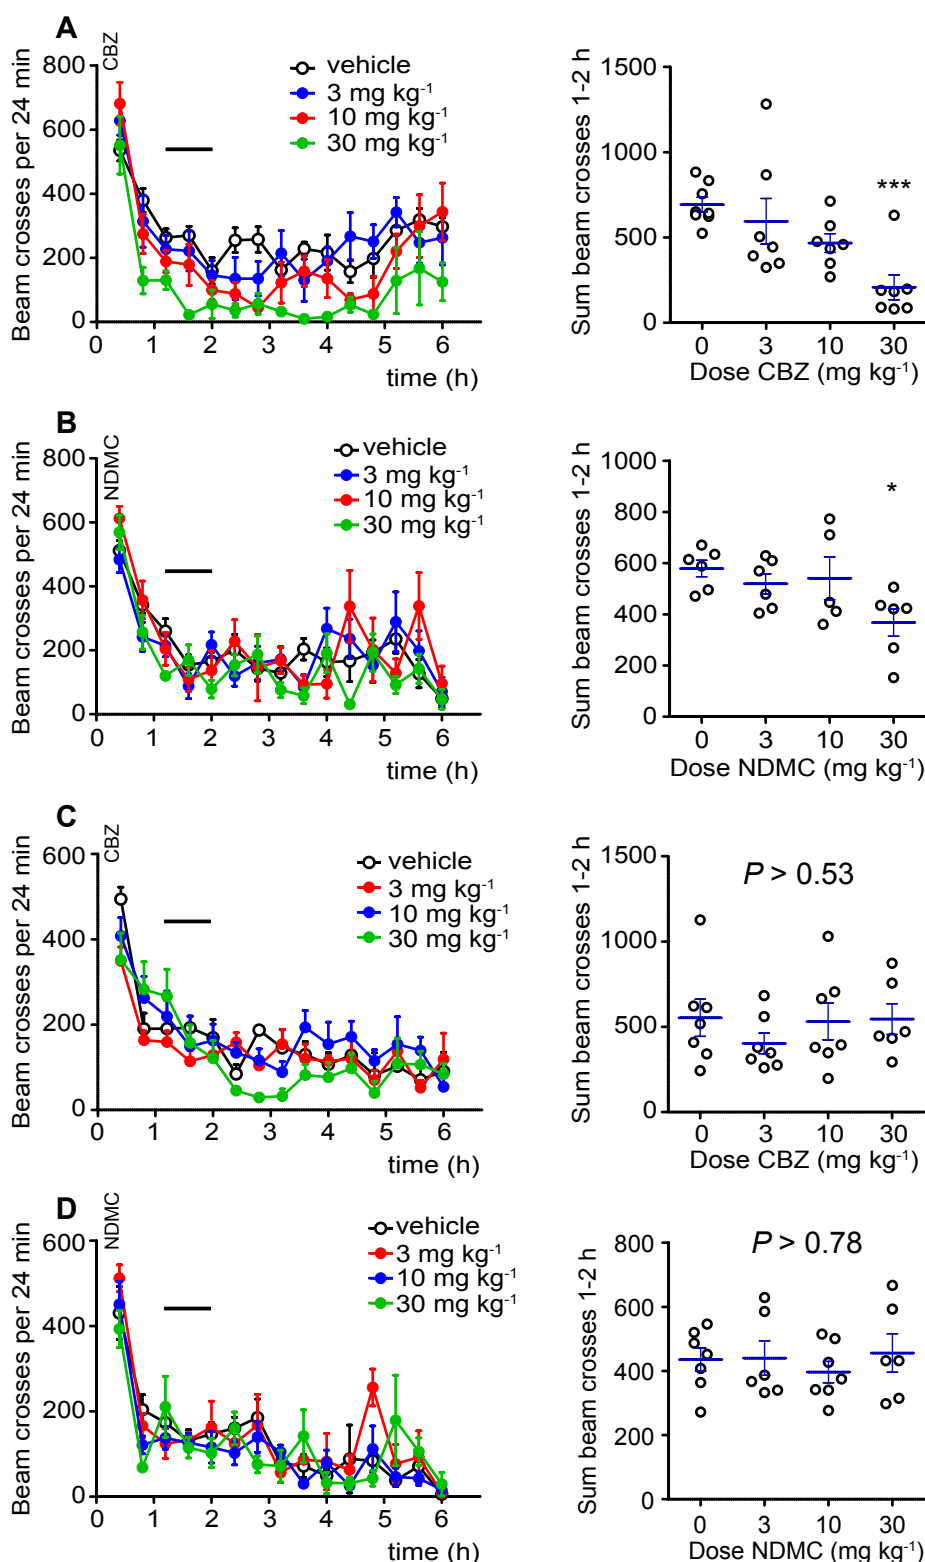 A
Beam crosses per 24 min
CBZ
800
600
400
200
0
0 1 2 3 4 5 6
time (h)
vehicle
3 mg kg⁻¹
10 mg kg⁻¹
30 mg kg⁻¹
Sum beam crosses 1-2 h
1500
1000
500
0
***
0 3 10 30
Dose CBZ (mg kg⁻¹)
B
Beam crosses per 24 min
NDMC
800
600
400
200
0
0 1 2 3 4 5 6
time (h)
vehicle
3 mg kg⁻¹
10 mg kg⁻¹
30 mg kg⁻¹
Sum beam crosses 1-2 h
1000
800
600
400
200
0
*
0 3 10 30
Dose NDMC (mg kg⁻¹)
C
Beam crosses per 24 min
CBZ
600
400
200
0
0 1 2 3 4 5 6
time (h)
vehicle
3 mg kg⁻¹
10 mg kg⁻¹
30 mg kg⁻¹
Sum beam crosses 1-2 h
1500
1000
500
0
P > 0.53
0 3 10 30
Dose CBZ (mg kg⁻¹)
D
Beam crosses per 24 min
NDMC
600
400
200
0
0 1 2 3 4 5 6
time (h)
vehicle
3 mg kg⁻¹
10 mg kg⁻¹
30 mg kg⁻¹
Sum beam crosses 1-2 h
800
600
400
200
0
P > 0.78
0 3 10 30
Dose NDMC (mg kg⁻¹)